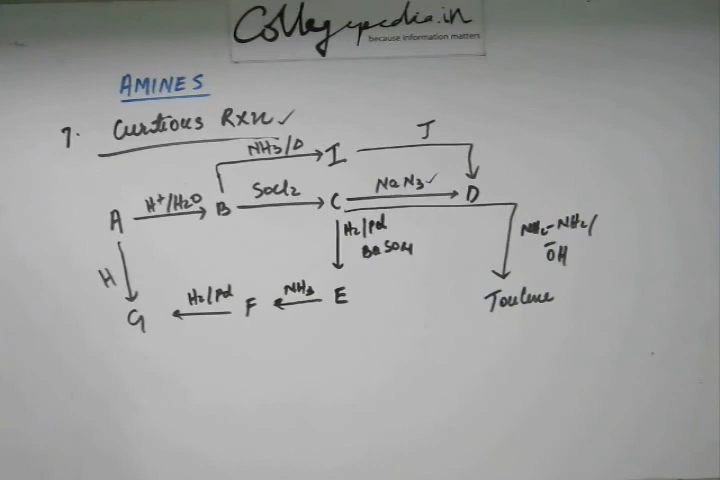 Collegepedia.in
because information matters
AMINES
7. Curtious Rxn ✓
NH3/Δ I J
A H+/H2O B SOCl2 C NaN3 ✓ D
H2/Pd
BaSO4
NH2-NH2/
OH-
H
G H2/Pd F NH3 E Toulene